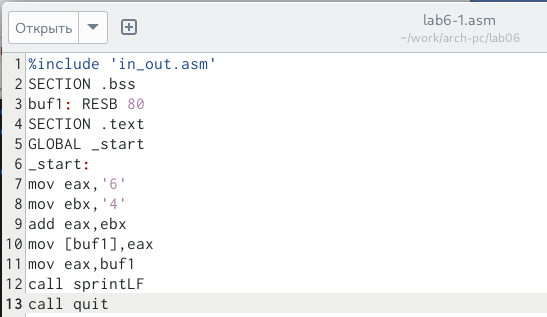 Открыть
lab6-1.asm
~/work/arch-pc/lab06
1 %include 'in_out.asm'
2 SECTION .bss
3 buf1: RESB 80
4 SECTION .text
5 GLOBAL _start
6 _start:
7 mov eax,'6'
8 mov ebx,'4'
9 add eax,ebx
10 mov [buf1],eax
11 mov eax,buf1
12 call sprintLF
13 call quit